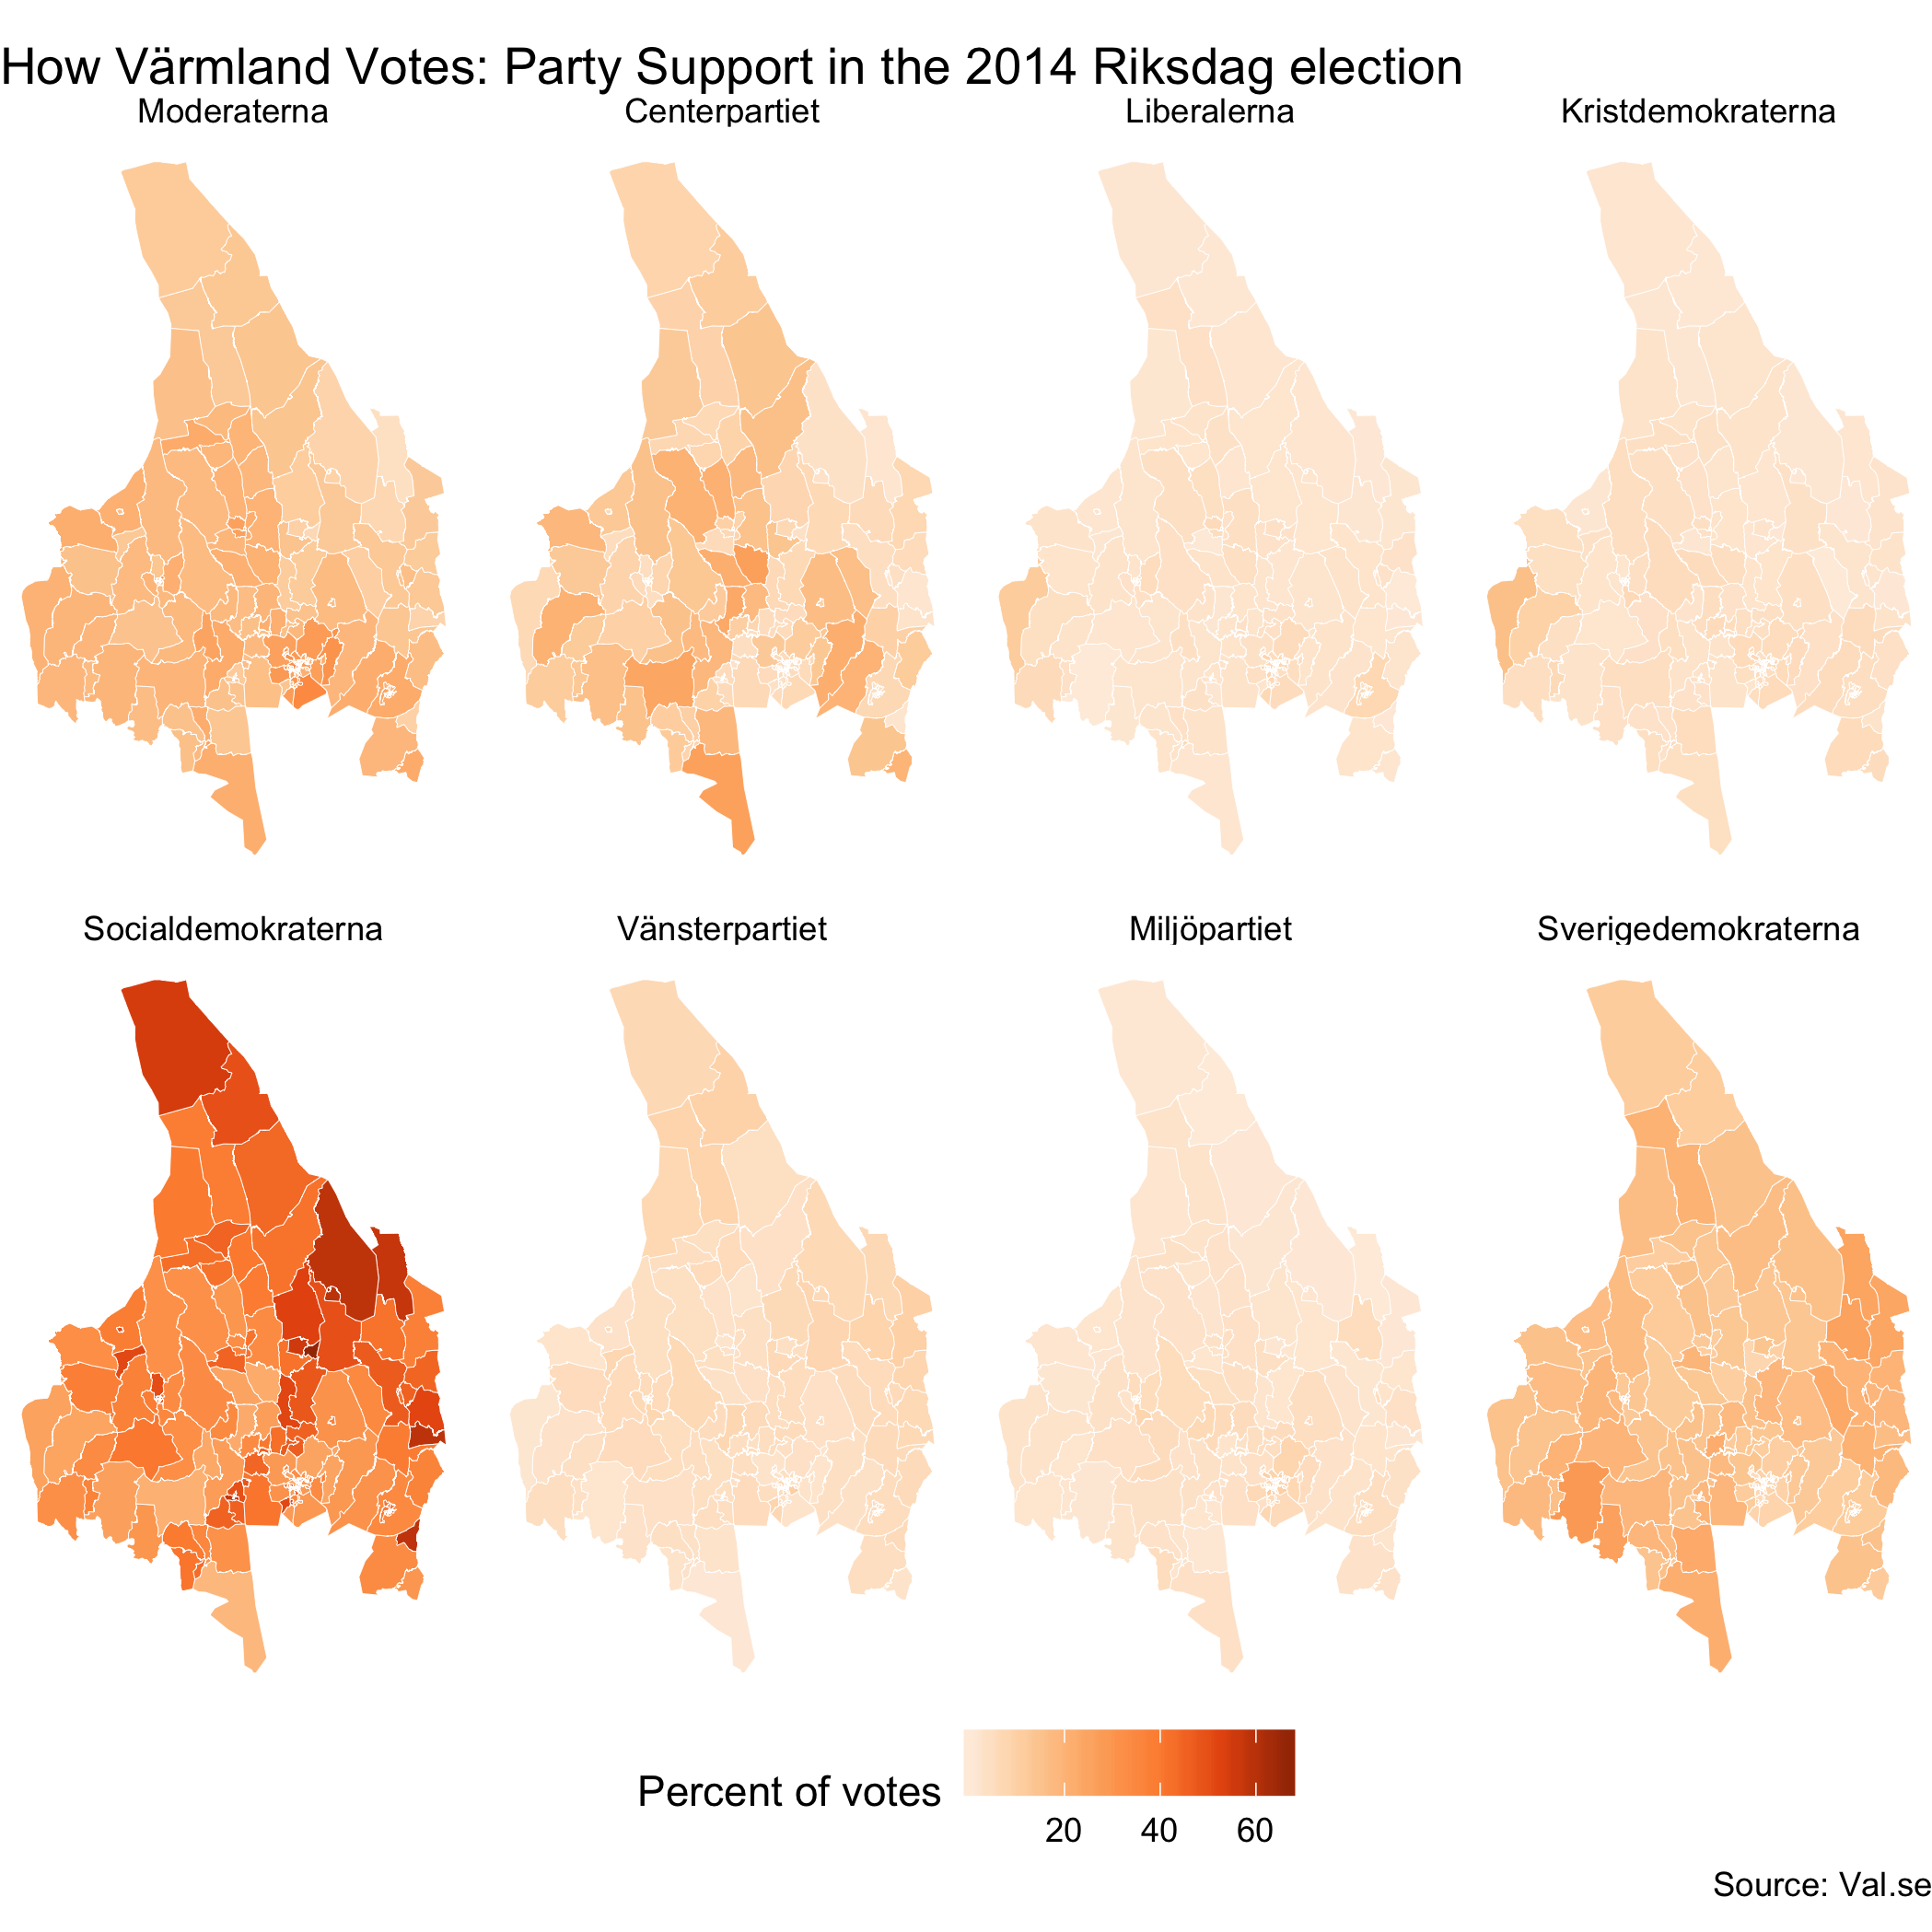 How Värmland Votes: Party Support in the 2014 Riksdag election
Moderaterna Centerpartiet Liberalerna Kristdemokraterna
Socialdemokraterna Vänsterpartiet Miljöpartiet Sverigedemokraterna
Percent of votes
20 40 60
Source: Val.se